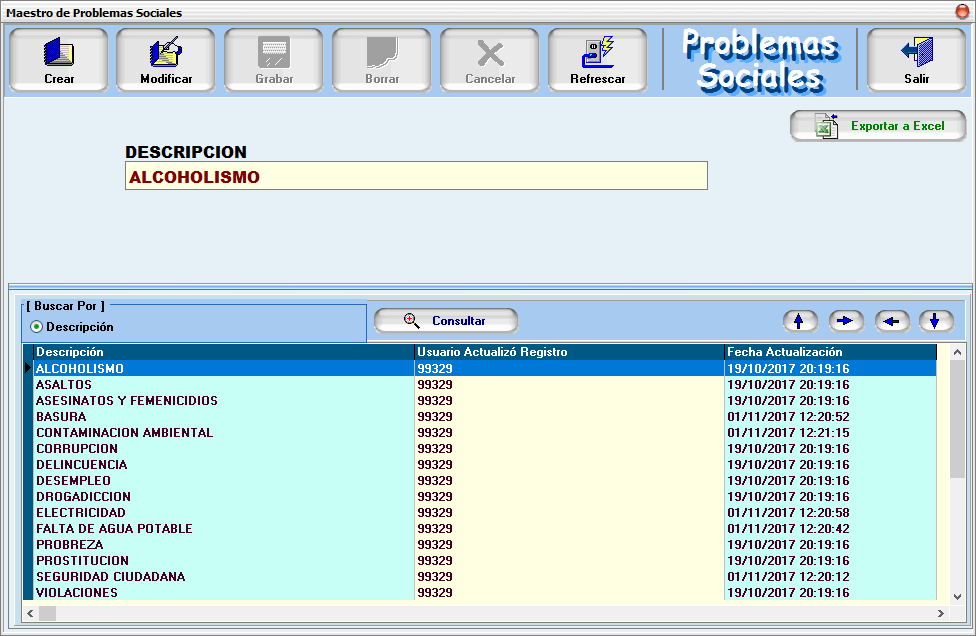 Maestro de Problemas Sociales
Crear Modificar Grabar Borrar Cancelar Refrescar Problemas Sociales Salir
Exportar a Excel
DESCRIPCION
ALCOHOLISMO
[ Buscar Por ]
Descripción
Consultar
Descripción Usuario Actualizó Registro Fecha Actualización
ALCOHOLISMO 99329 19/10/2017 20:19:16
ASALTOS 99329 19/10/2017 20:19:16
ASESINATOS Y FEMENICIDIOS 99329 19/10/2017 20:19:16
BASURA 99329 01/11/2017 12:20:52
CONTAMINACION AMBIENTAL 99329 01/11/2017 12:21:15
CORRUPCION 99329 19/10/2017 20:19:16
DELINCUENCIA 99329 19/10/2017 20:19:16
DESEMPLEO 99329 19/10/2017 20:19:16
DROGADICCION 99329 19/10/2017 20:19:16
ELECTRICIDAD 99329 01/11/2017 12:20:58
FALTA DE AGUA POTABLE 99329 01/11/2017 12:20:42
PROBREZA 99329 19/10/2017 20:19:16
PROSTITUCION 99329 19/10/2017 20:19:16
SEGURIDAD CIUDADANA 99329 01/11/2017 12:20:12
VIOLACIONES 99329 19/10/2017 20:19:16